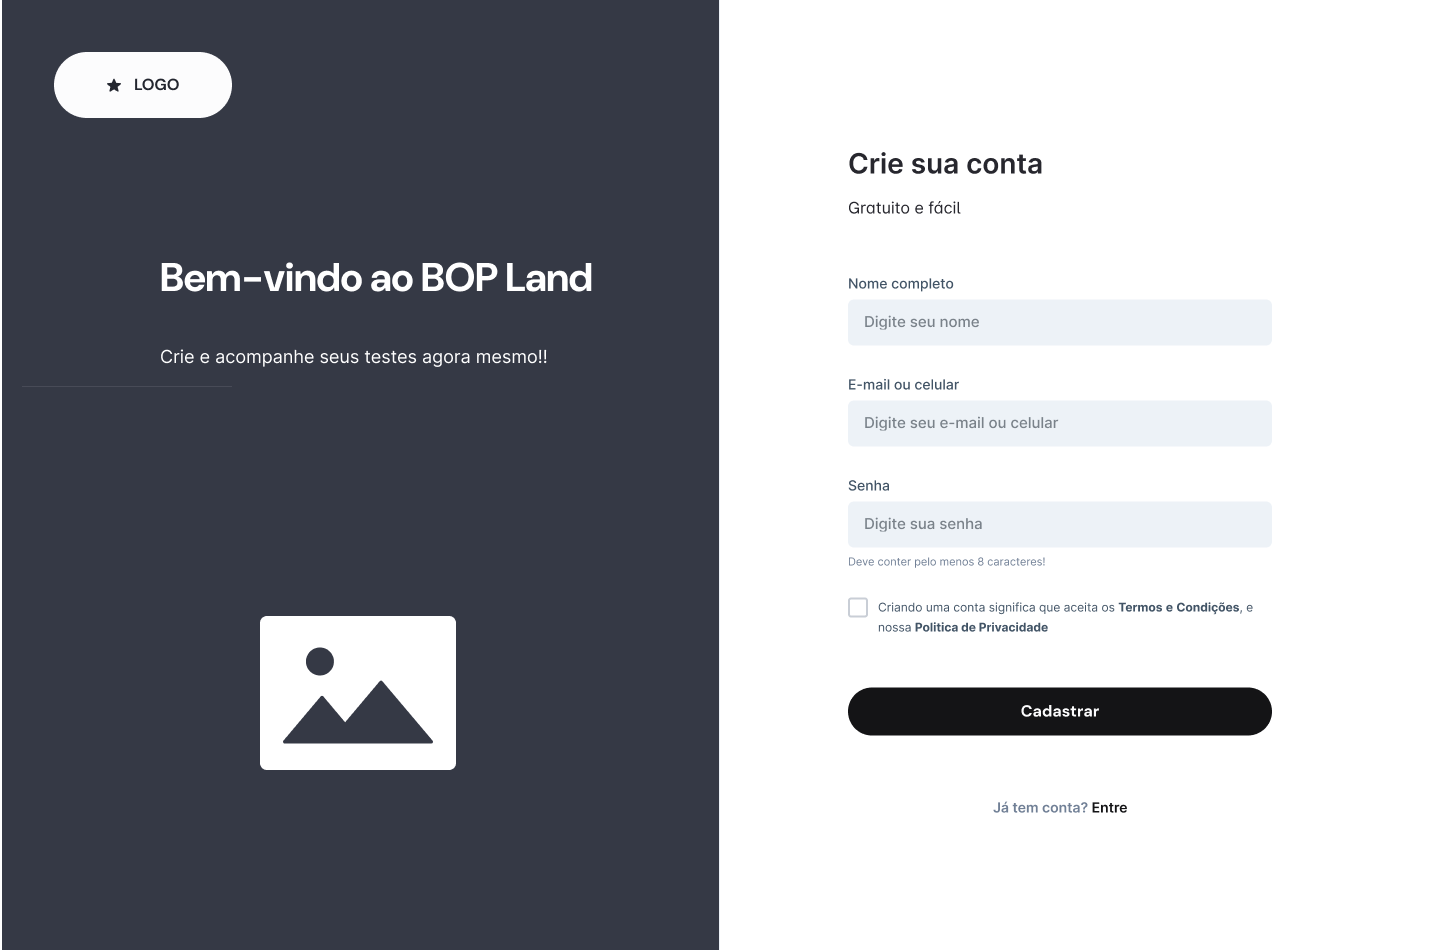 LOGO
Bem-vindo ao BOP Land
Crie e acompanhe seus testes agora mesmo!!
Crie sua conta
Gratuito e fácil
Nome completo
Digite seu nome
E-mail ou celular
Digite seu e-mail ou celular
Senha
Digite sua senha
Deve conter pelo menos 8 caracteres!
Criando uma conta significa que aceita os Termos e Condições, e
nossa Politica de Privacidade
Cadastrar
Já tem conta? Entre